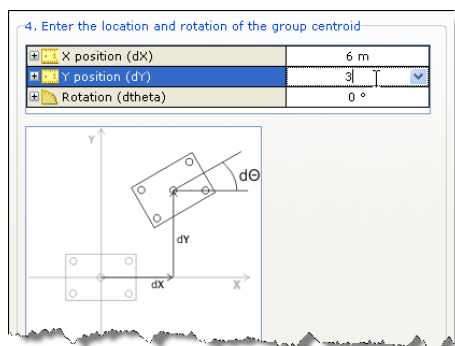 4. Enter the location and rotation of the group centroid
X position (dX) 6 m
Y position (dY) 3
Rotation (dtheta) 0 °
Y
dΘ
dY
dX X